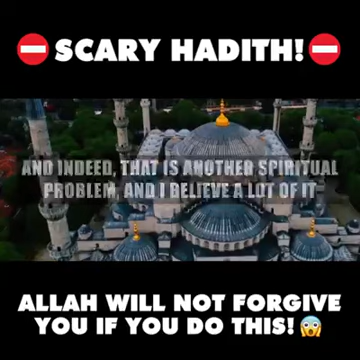 ⛔SCARY HADITH!⛔
AND INDEED, THAT IS ANOTHER SPIRITUAL
PROBLEM, AND I BELIEVE A LOT OF IT
ALLAH WILL NOT FORGIVE
YOU IF YOU DO THIS!😱